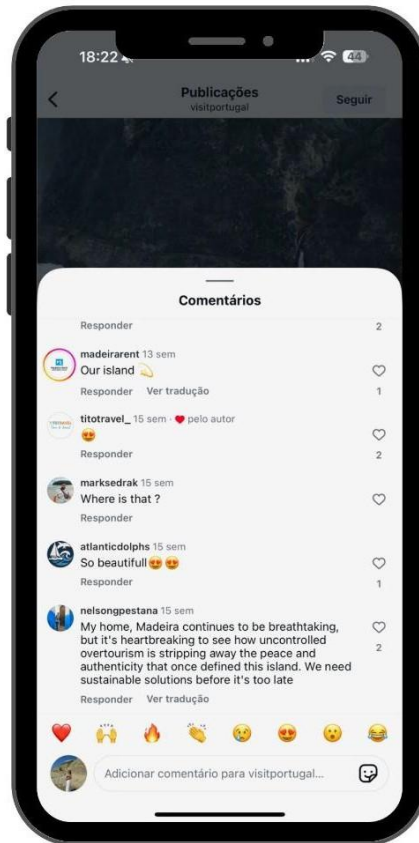 18:22
44
Publicações
visitportugal
Seguir
Comentários
Responder
2
madeirarent 13 sem
Our island 💫
Responder Ver tradução
1
titotravel_ 15 sem · ❤️ pelo autor
😍
Responder
2
marksedrak 15 sem
Where is that ?
Responder
atlanticdolphs 15 sem
So beautifull😍😍
Responder
1
nelsongpestana 15 sem
My home, Madeira continues to be breathtaking,
but it's heartbreaking to see how uncontrolled
overtourism is stripping away the peace and
authenticity that once defined this island. We need
sustainable solutions before it's too late
2
Responder Ver tradução
❤️ 🙌 🔥 👏 😢 😍 😮 😂
Adicionar comentário para visitportugal...